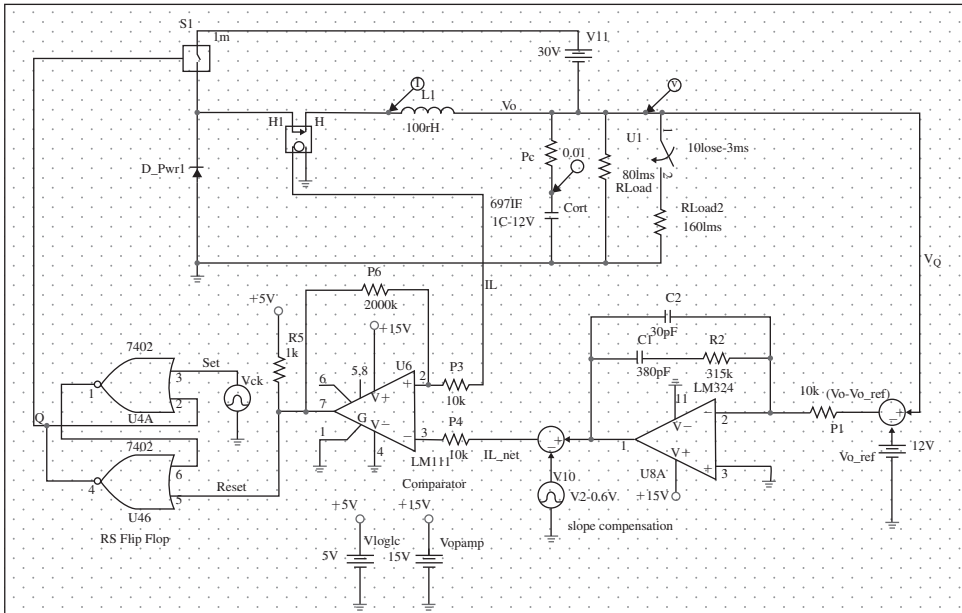 S1
1m
V11
30V
I
L1
100rH
Vo
v
H1
H
Pc
0.01
U1
1
2
10lose-3ms
80lms
RLoad
D_Pwr1
697IF
1C-12V
Cort
RLoad2
160lms
V_Q
IL
P6
2000k
+5V
R5
1k
+15V
C2
30pF
C1
380pF
R2
315k
7402
1
Set
3
2
U4A
Vck
Q
7402
4
6
5
Reset
U46
RS Flip Flop
6
5.8
U6
2
P3
10k
7
G
V+
V−
+
−
1
4
3
P4
10k
LM111
Comparator
IL_net
+
−
V10
V2-0.6V
slope compensation
LM324
11
V−
V+
−
+
1
2
3
U8A
+15V
10k
P1
(Vo-Vo_ref)
+
−
12V
Vo_ref
+5V
Vloglc
5V
+15V
Vopamp
15V